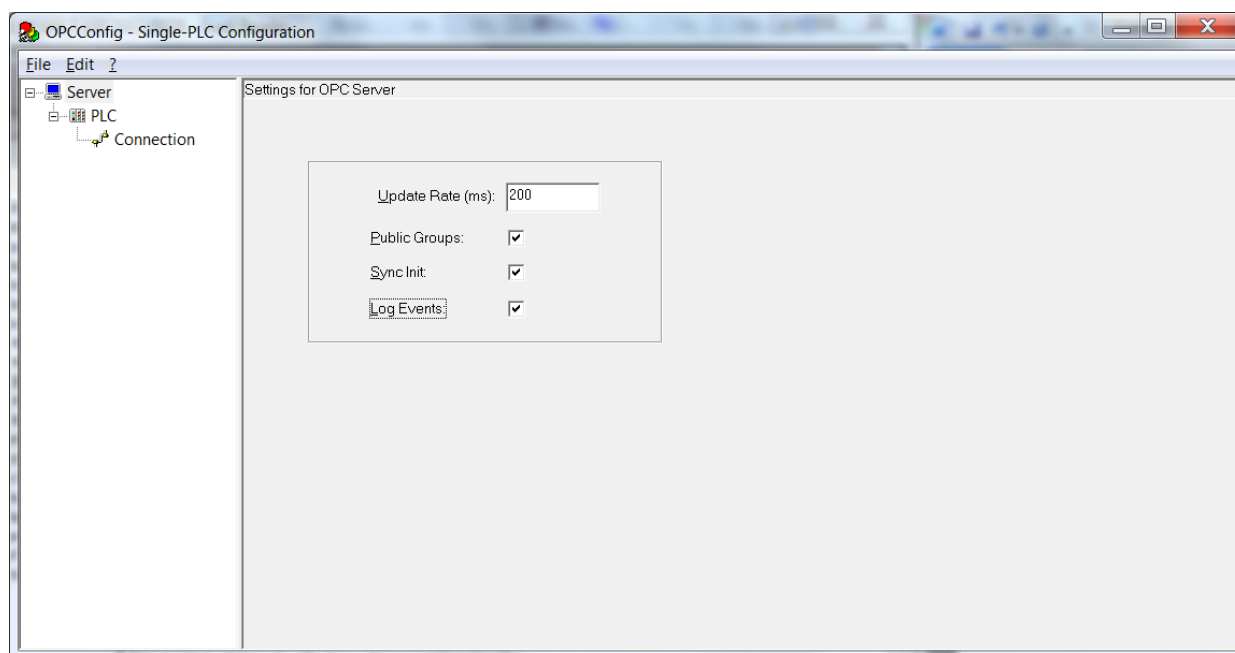 OPCConfig - Single-PLC Configuration
File Edit ?
Server
PLC
Connection
Settings for OPC Server
Update Rate (ms): 200
Public Groups:
Sync Init:
Log Events: